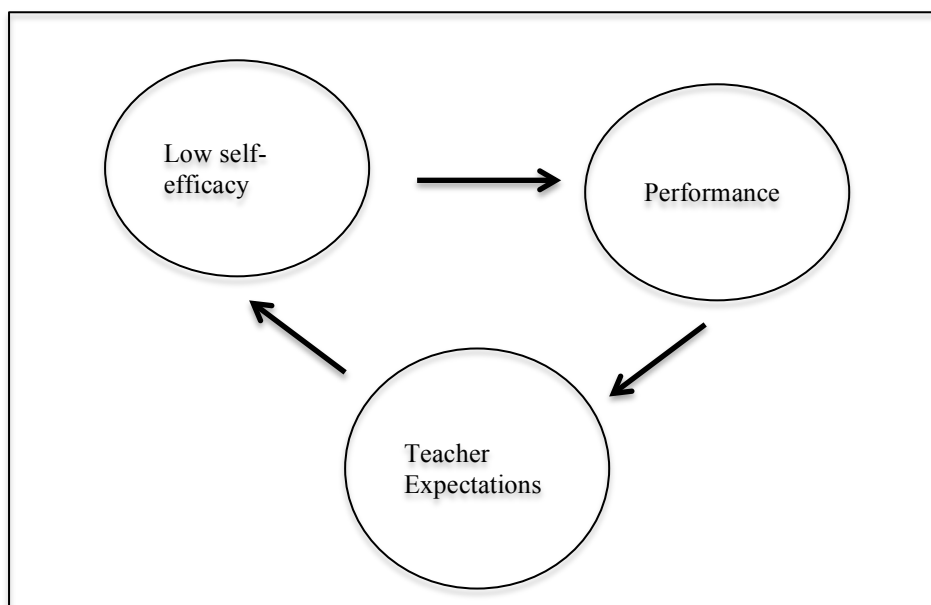 Low self-
efficacy
Performance
Teacher
Expectations